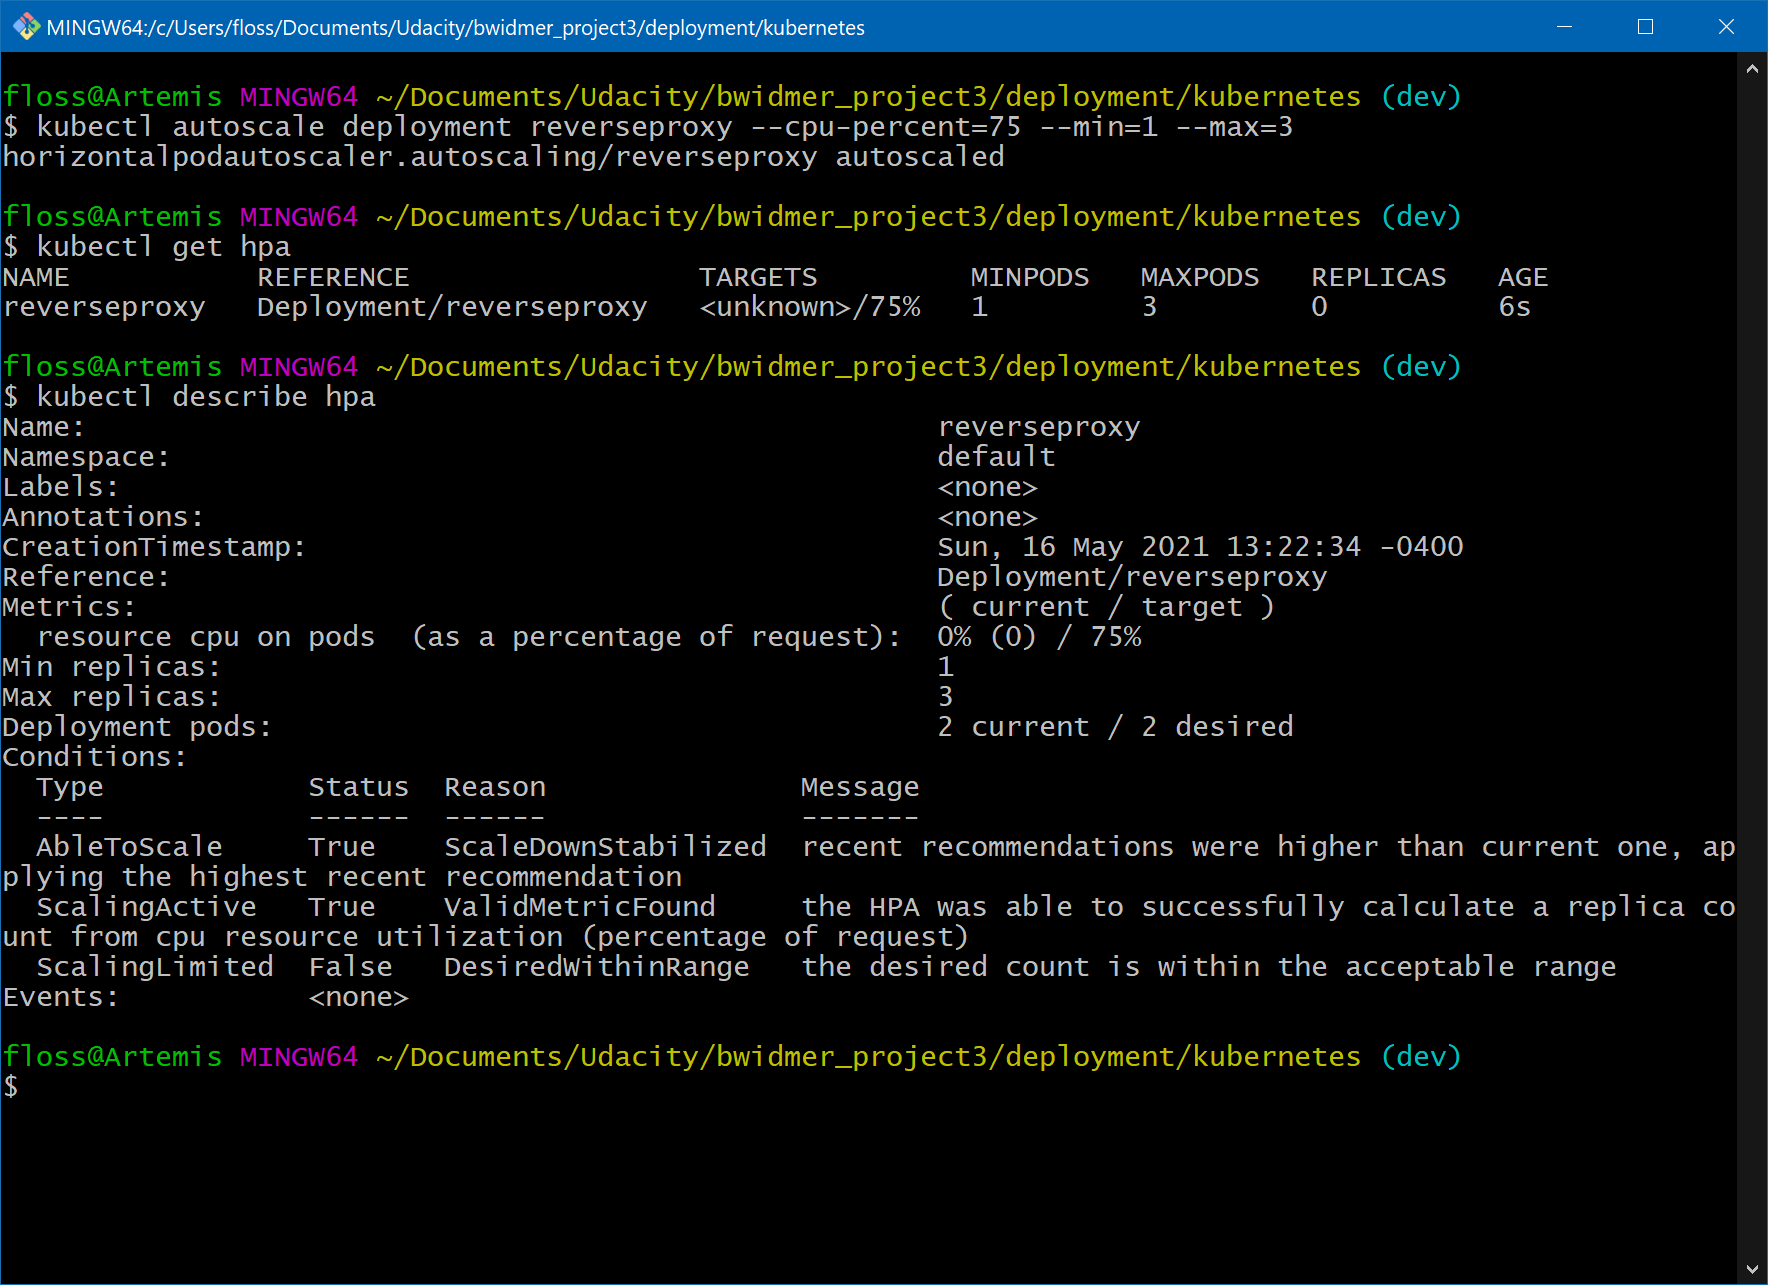 MINGW64:/c/Users/floss/Documents/Udacity/bwidmer_project3/deployment/kubernetes
floss@Artemis MINGW64 ~/Documents/Udacity/bwidmer_project3/deployment/kubernetes (dev)
$ kubectl autoscale deployment reverseproxy --cpu-percent=75 --min=1 --max=3
horizontalpodautoscaler.autoscaling/reverseproxy autoscaled
floss@Artemis MINGW64 ~/Documents/Udacity/bwidmer_project3/deployment/kubernetes (dev)
$ kubectl get hpa
NAME           REFERENCE                 TARGETS         MINPODS   MAXPODS   REPLICAS   AGE
reverseproxy   Deployment/reverseproxy   <unknown>/75%   1         3         0          6s
floss@Artemis MINGW64 ~/Documents/Udacity/bwidmer_project3/deployment/kubernetes (dev)
$ kubectl describe hpa
Name:                                                  reverseproxy
Namespace:                                             default
Labels:                                                <none>
Annotations:                                           <none>
CreationTimestamp:                                     Sun, 16 May 2021 13:22:34 -0400
Reference:                                             Deployment/reverseproxy
Metrics:                                               ( current / target )
  resource cpu on pods  (as a percentage of request):  0% (0) / 75%
Min replicas:                                          1
Max replicas:                                          3
Deployment pods:                                       2 current / 2 desired
Conditions:
  Type            Status  Reason               Message
  ----            ------  ------               -------
  AbleToScale     True    ScaleDownStabilized  recent recommendations were higher than current one, ap
plying the highest recent recommendation
  ScalingActive   True    ValidMetricFound     the HPA was able to successfully calculate a replica co
unt from cpu resource utilization (percentage of request)
  ScalingLimited  False   DesiredWithinRange   the desired count is within the acceptable range
Events:           <none>
floss@Artemis MINGW64 ~/Documents/Udacity/bwidmer_project3/deployment/kubernetes (dev)
$